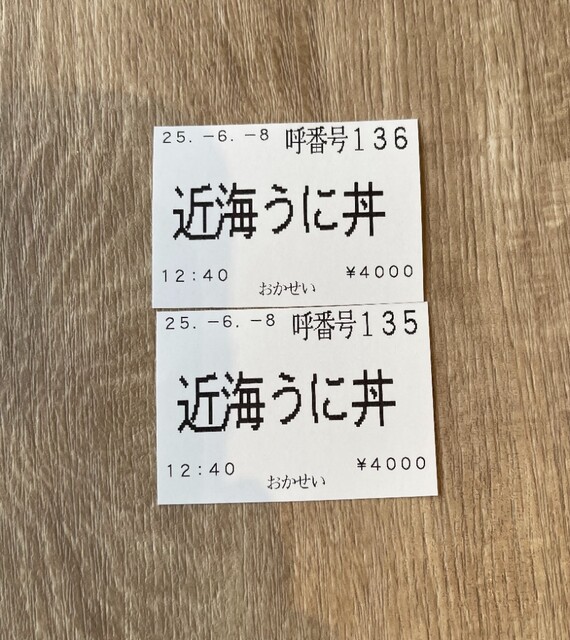 25.-6.-8 呼番号136
近海うに丼
12:40 ¥4000
おかせい
25.-6.-8 呼番号135
近海うに丼
12:40 ¥4000
おかせい